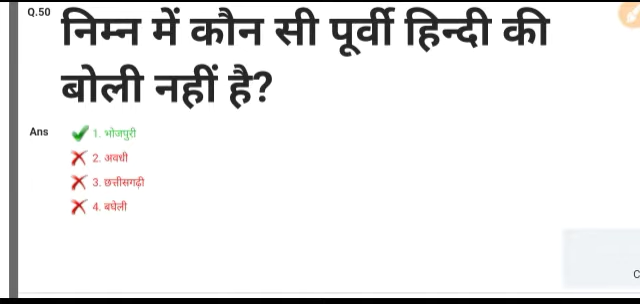 Q.50 निम्न में कौन सी पूर्वी हिन्दी की
बोली नहीं है?
Ans 1. भोजपुरी
2. अवधी
3. छत्तीसगढ़ी
4. बघेली
C